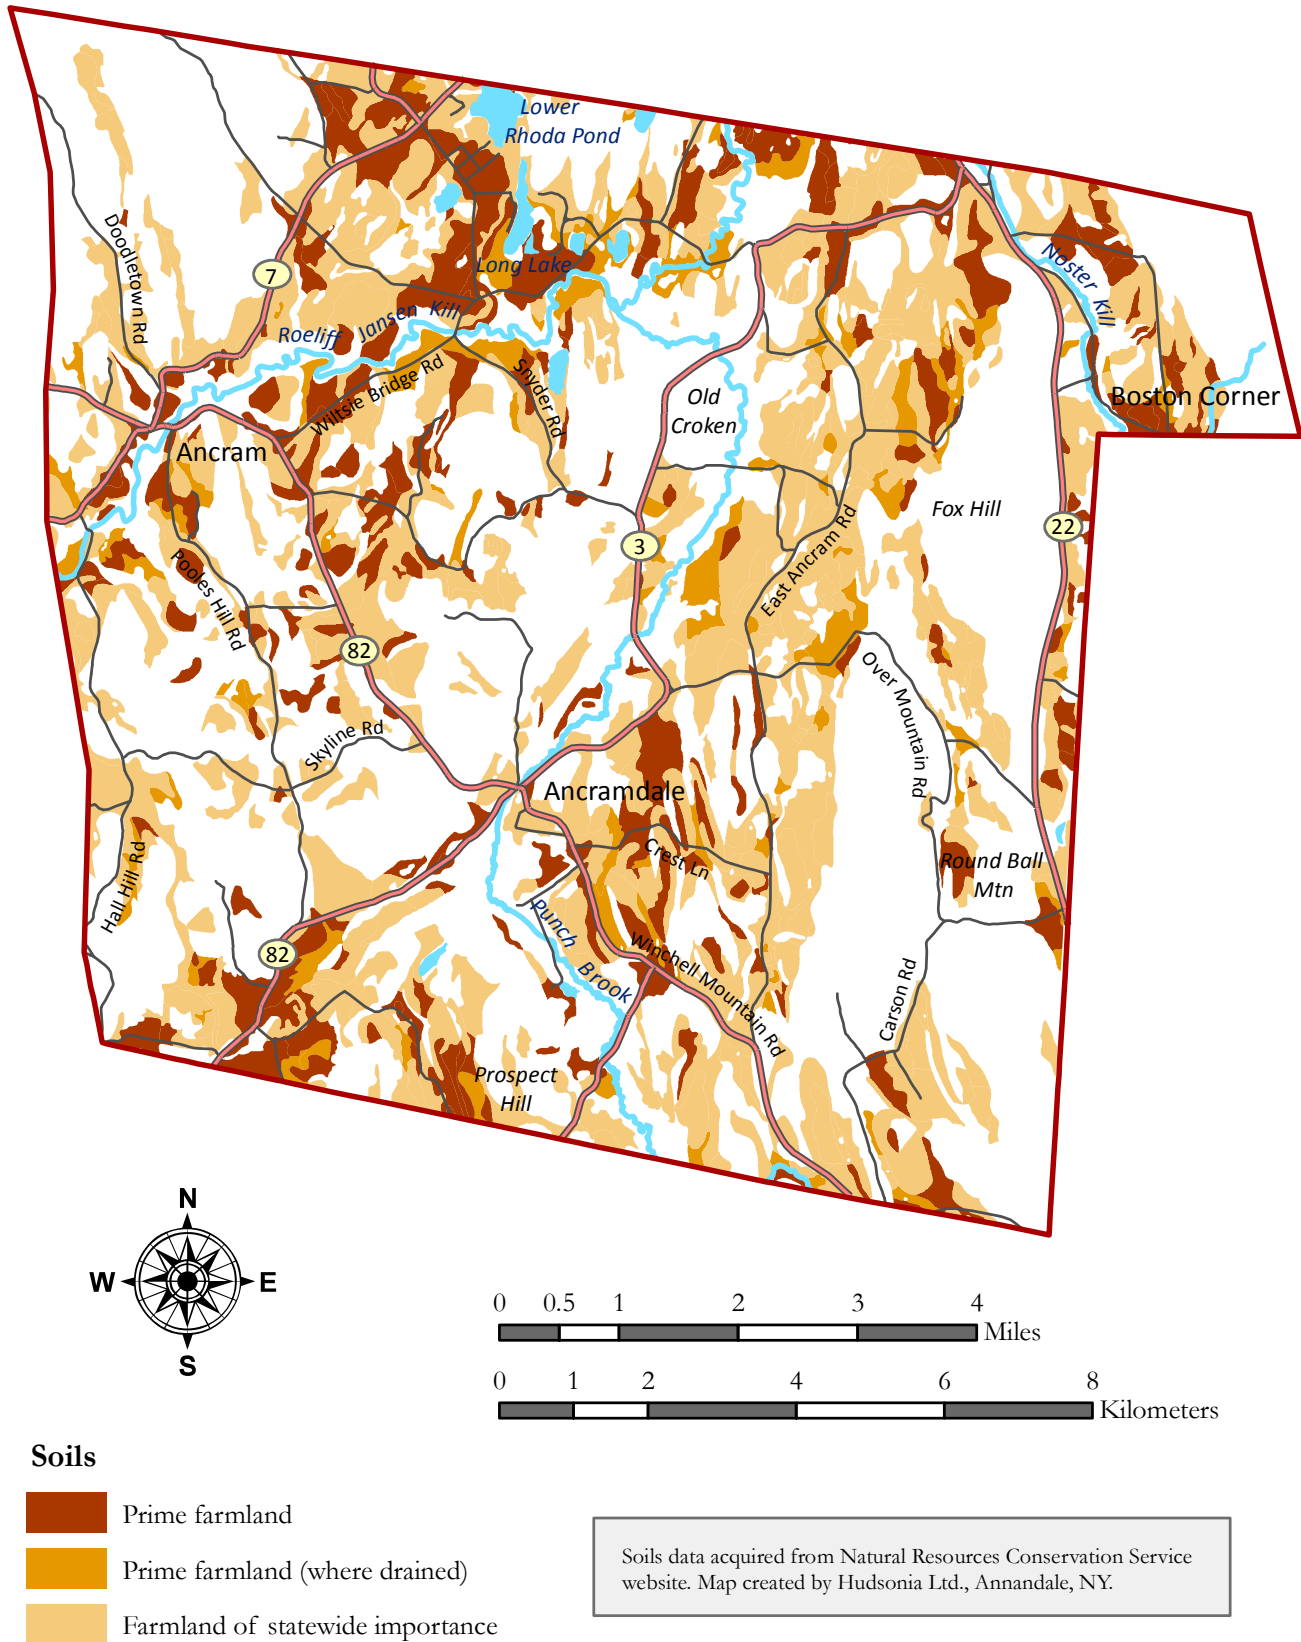 Lower
Rhoda Pond
Doodletown Rd
7
Long Lake
Noster Kill
Roeliff Jansen Kill
Wiltsie Bridge Rd
Snyder Rd
Old
Croken
Boston Corner
Ancram
Fox Hill
22
3
East Ancram Rd
Pooles Hill Rd
82
Over Mountain Rd
Skyline Rd
Ancramdale
Crest Ln
Round Ball
Mtn
Hall Hill Rd
82
Punch Brook
Winchell Mountain Rd
Carson Rd
Prospect
Hill
N
W E
S
0 0.5 1 2 3 4
Miles
0 1 2 4 6 8
Kilometers
Soils
Prime farmland
Prime farmland (where drained)
Farmland of statewide importance
Soils data acquired from Natural Resources Conservation Service
website. Map created by Hudsonia Ltd., Annandale, NY.